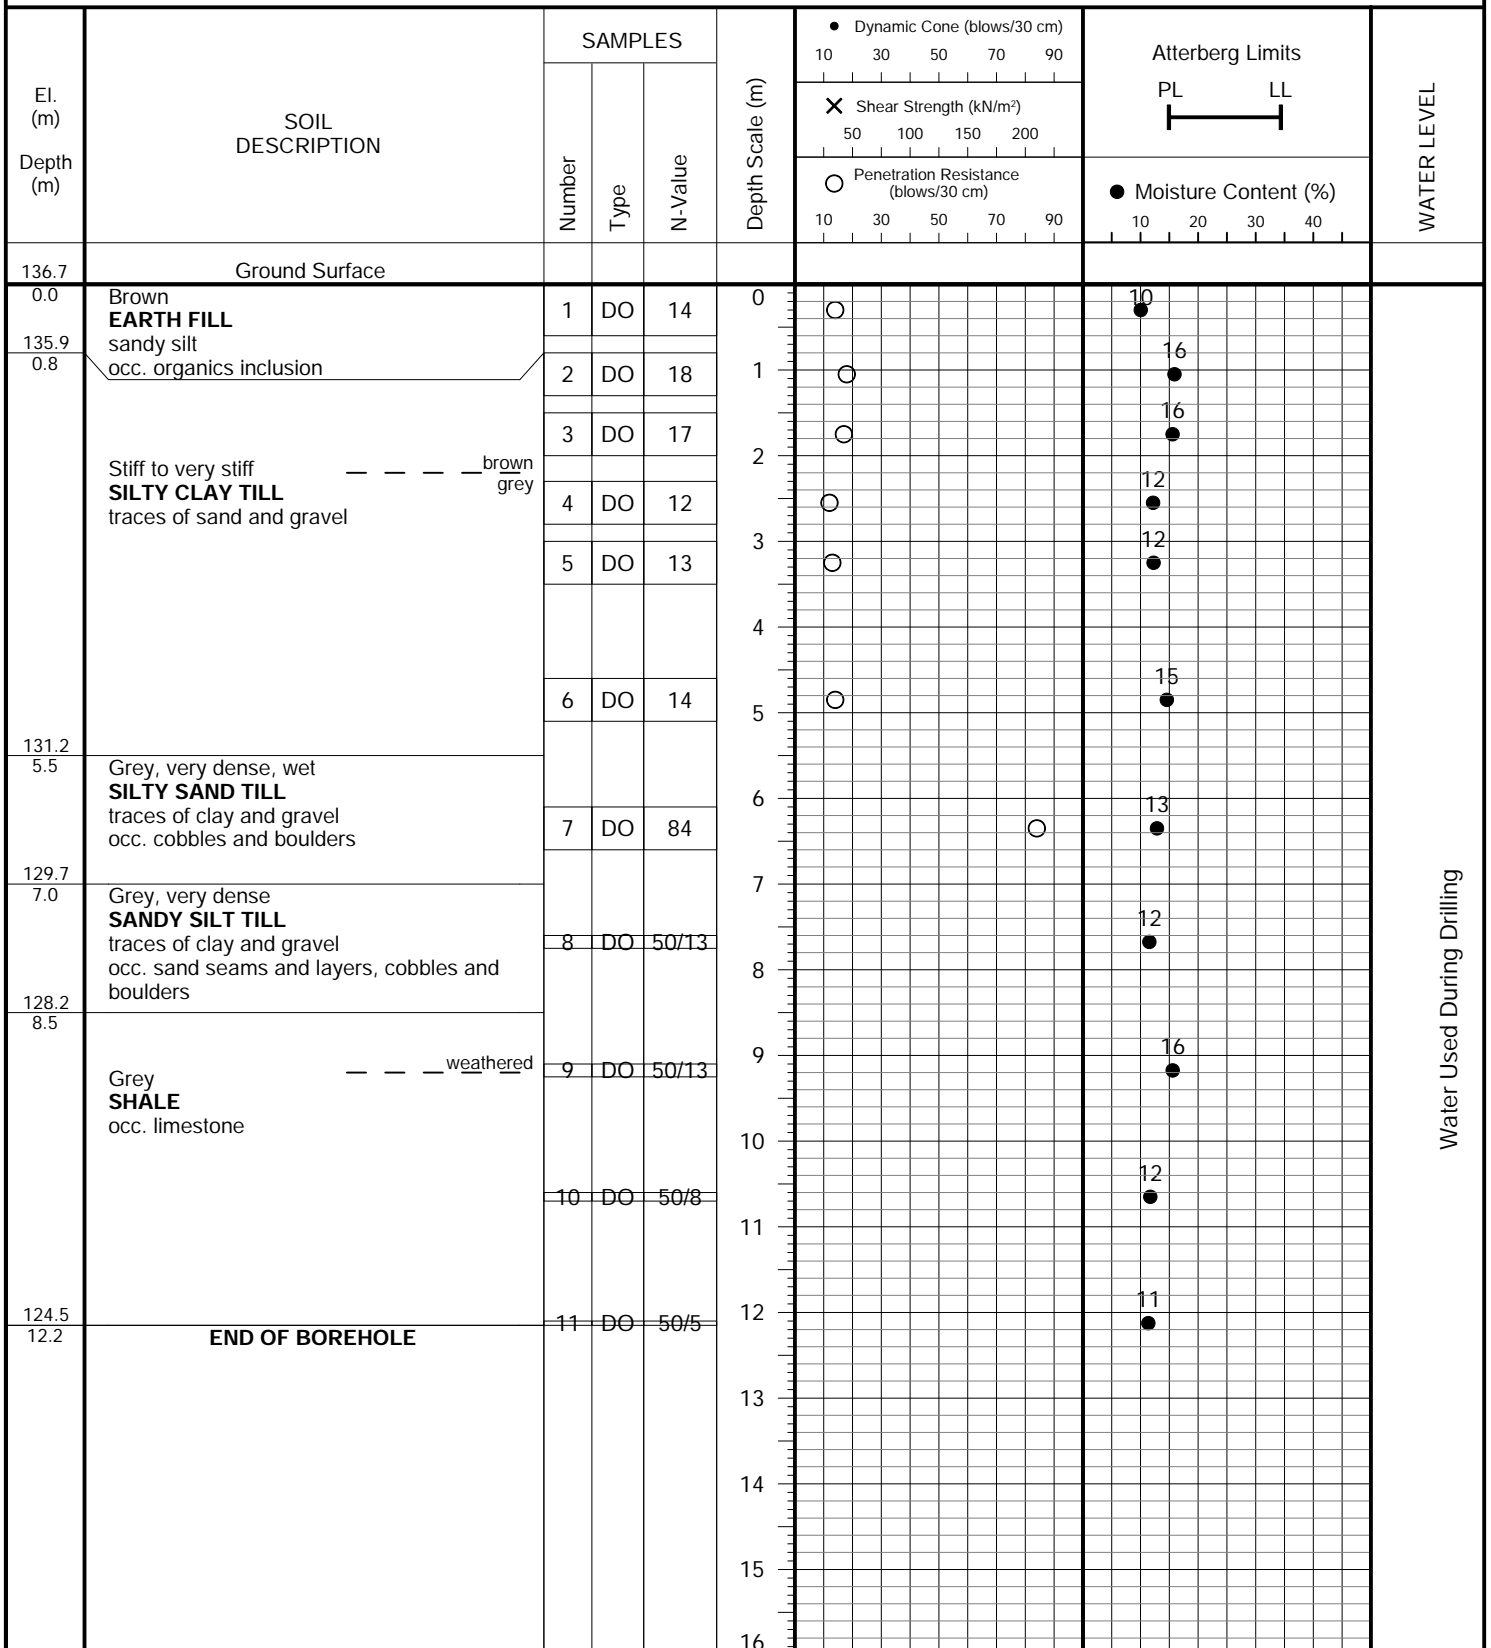 El.
(m)
Depth
(m)
SOIL
DESCRIPTION
SAMPLES
Number
Type
N-Value
Depth Scale (m)
● Dynamic Cone (blows/30 cm)
10 30 50 70 90
✕ Shear Strength (kN/m²)
50 100 150 200
○ Penetration Resistance
(blows/30 cm)
10 30 50 70 90
Atterberg Limits
PL LL
● Moisture Content (%)
10 20 30 40
WATER LEVEL
136.7 Ground Surface
0.0 Brown
EARTH FILL
135.9 sandy silt
0.8 occ. organics inclusion
1 DO 14 0 10
2 DO 18 1 16
3 DO 17 16
2
Stiff to very stiff brown
SILTY CLAY TILL grey
traces of sand and gravel
4 DO 12 12
3
5 DO 13 12
4
6 DO 14 15
5
131.2
5.5 Grey, very dense, wet
SILTY SAND TILL
traces of clay and gravel
occ. cobbles and boulders
6
7 DO 84 13
129.7 7
7.0 Grey, very dense
SANDY SILT TILL
traces of clay and gravel
occ. sand seams and layers, cobbles and
boulders
8 DO 50/13 12
8
128.2
8.5
weathered
Grey
SHALE
occ. limestone
9
9 DO 50/13 16
10
10 DO 50/8 12
11
124.5 12
11 DO 50/5 11
12.2 END OF BOREHOLE
13
14
15
16
Water Used During Drilling